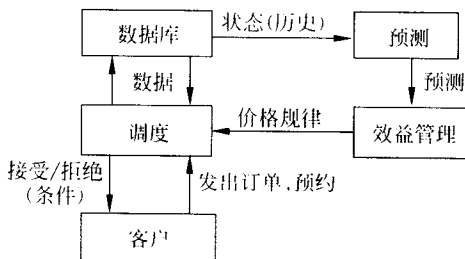 数据库
状态(历史)
预测
数据
预测
调度
价格规律
效益管理
接受/拒绝
(条件)
发出订单,预约
客户